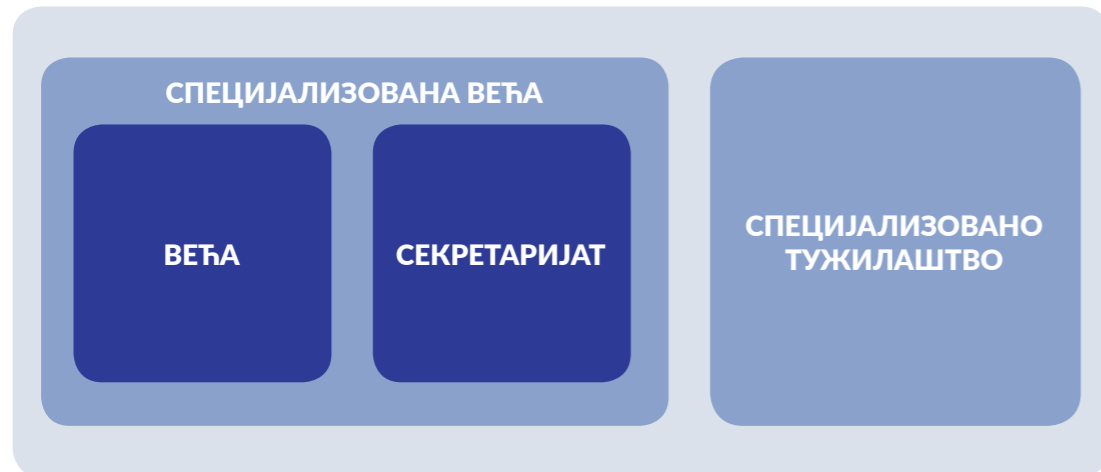 СПЕЦИЈАЛИЗОВАНА ВЕЋА
ВЕЋА
СЕКРЕТАРИЈАТ
СПЕЦИЈАЛИЗОВАНО
ТУЖИЛАШТВО